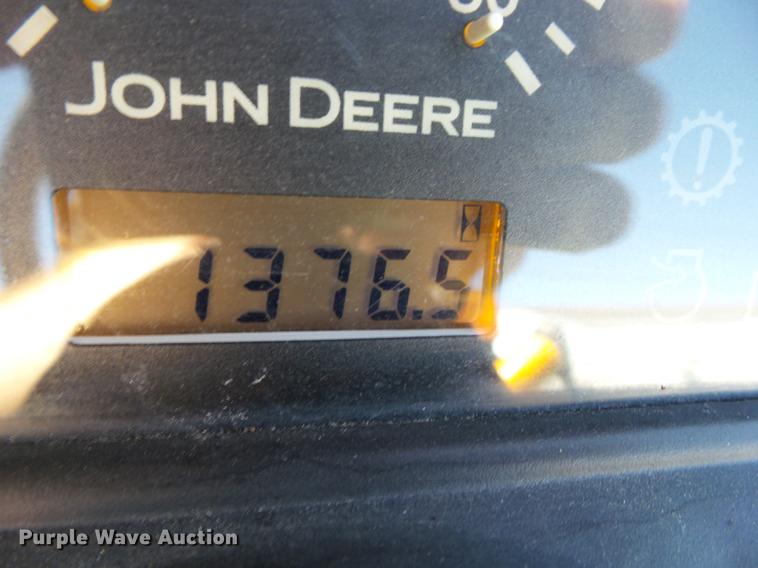 JOHN DEERE
1376.5
Purple Wave Auction